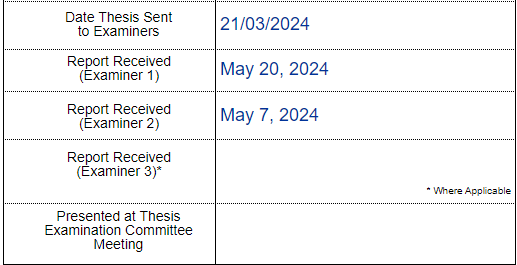 Date Thesis Sent
to Examiners
21/03/2024
Report Received
(Examiner 1)
May 20, 2024
Report Received
(Examiner 2)
May 7, 2024
Report Received
(Examiner 3)*
* Where Applicable
Presented at Thesis
Examination Committee
Meeting